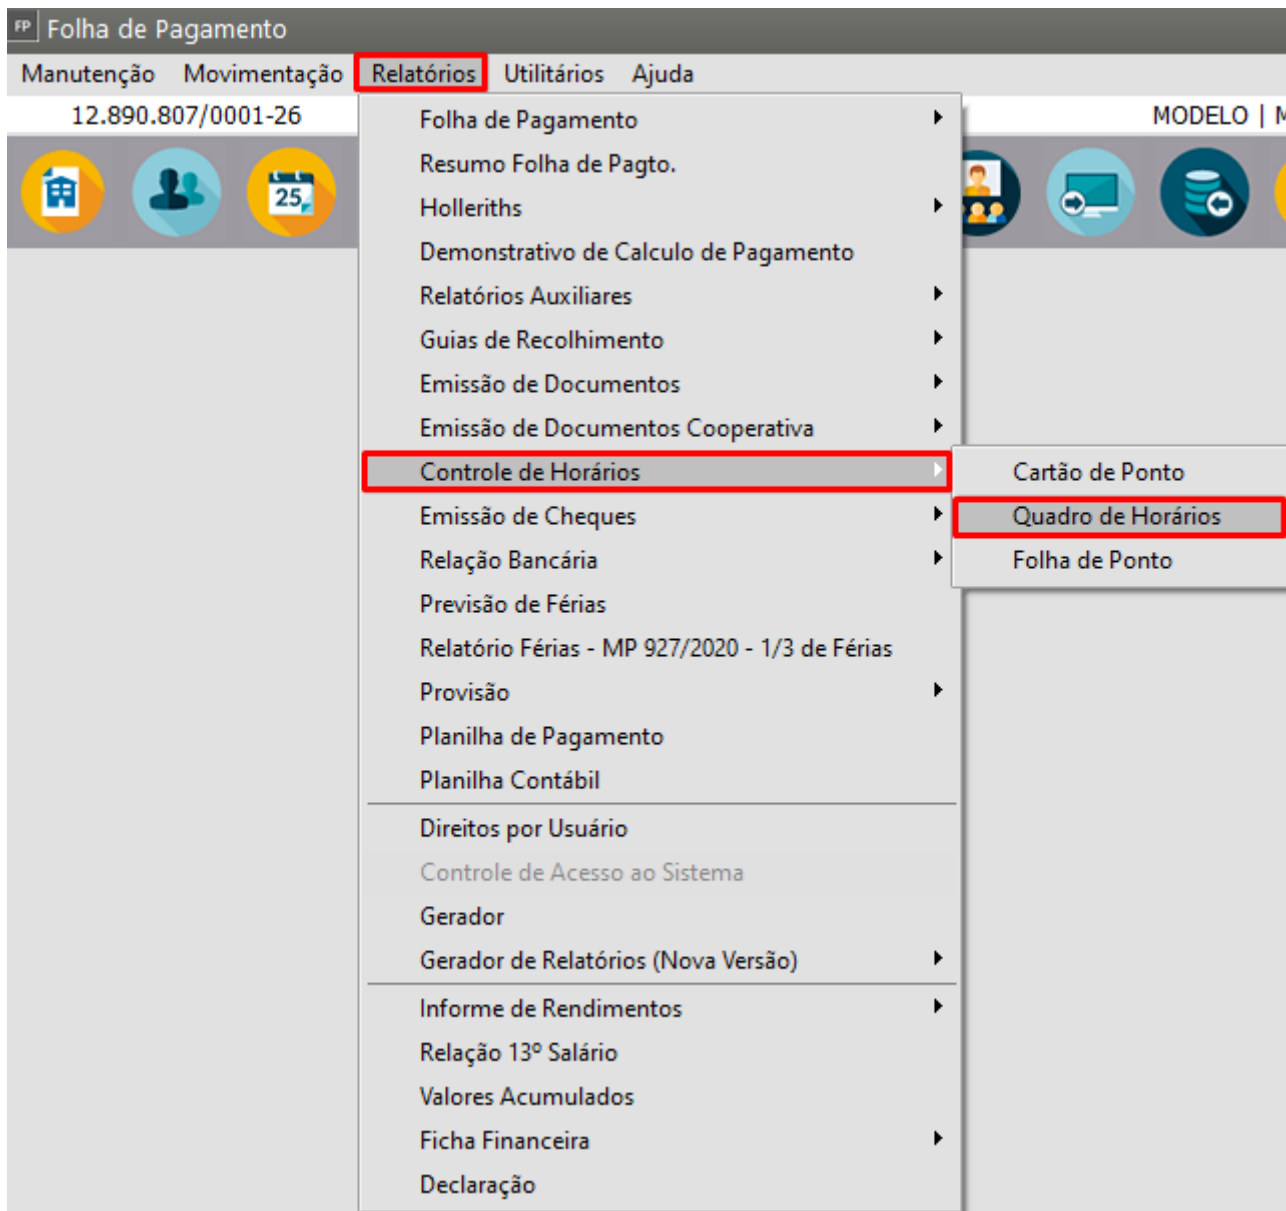 FP Folha de Pagamento
Manutenção Movimentação Relatórios Utilitários Ajuda
12.890.807/0001-26 MODELO | M
25
Folha de Pagamento
Resumo Folha de Pagto.
Holleriths
Demonstrativo de Calculo de Pagamento
Relatórios Auxiliares
Guias de Recolhimento
Emissão de Documentos
Emissão de Documentos Cooperativa
Controle de Horários
Cartão de Ponto
Emissão de Cheques
Quadro de Horários
Relação Bancária
Folha de Ponto
Previsão de Férias
Relatório Férias - MP 927/2020 - 1/3 de Férias
Provisão
Planilha de Pagamento
Planilha Contábil
Direitos por Usuário
Controle de Acesso ao Sistema
Gerador
Gerador de Relatórios (Nova Versão)
Informe de Rendimentos
Relação 13º Salário
Valores Acumulados
Ficha Financeira
Declaração